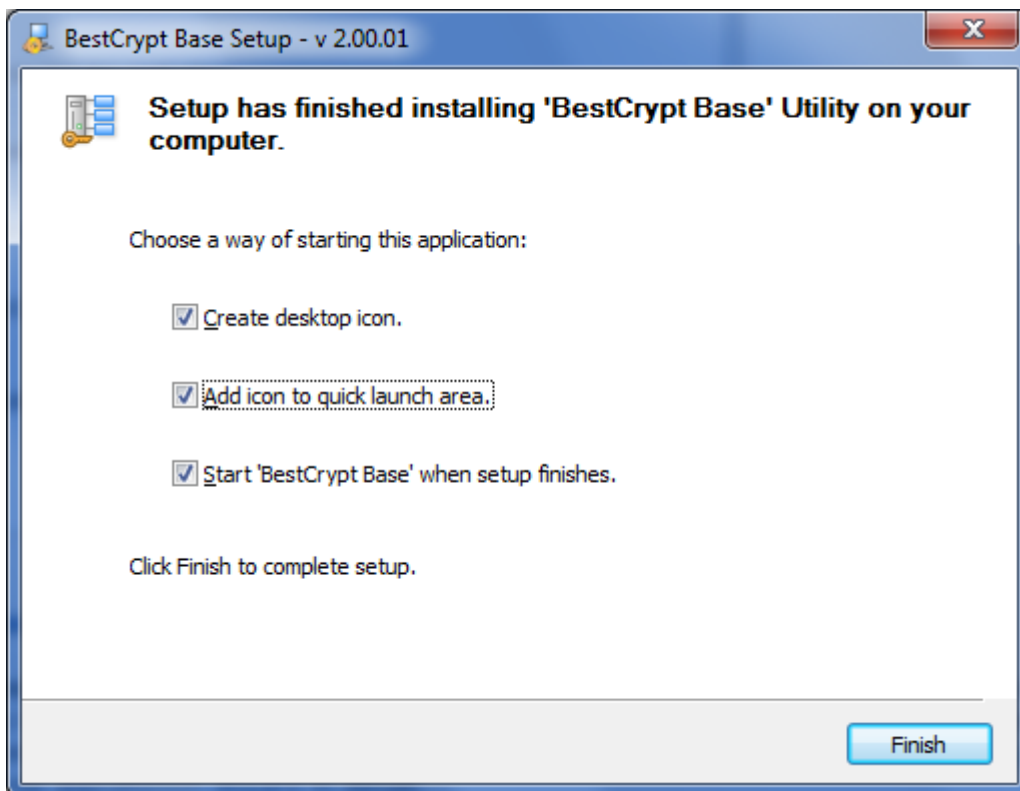 BestCrypt Base Setup - v 2.00.01
Setup has finished installing 'BestCrypt Base' Utility on your
computer.
Choose a way of starting this application:
Create desktop icon.
Add icon to quick launch area.
Start 'BestCrypt Base' when setup finishes.
Click Finish to complete setup.
Finish